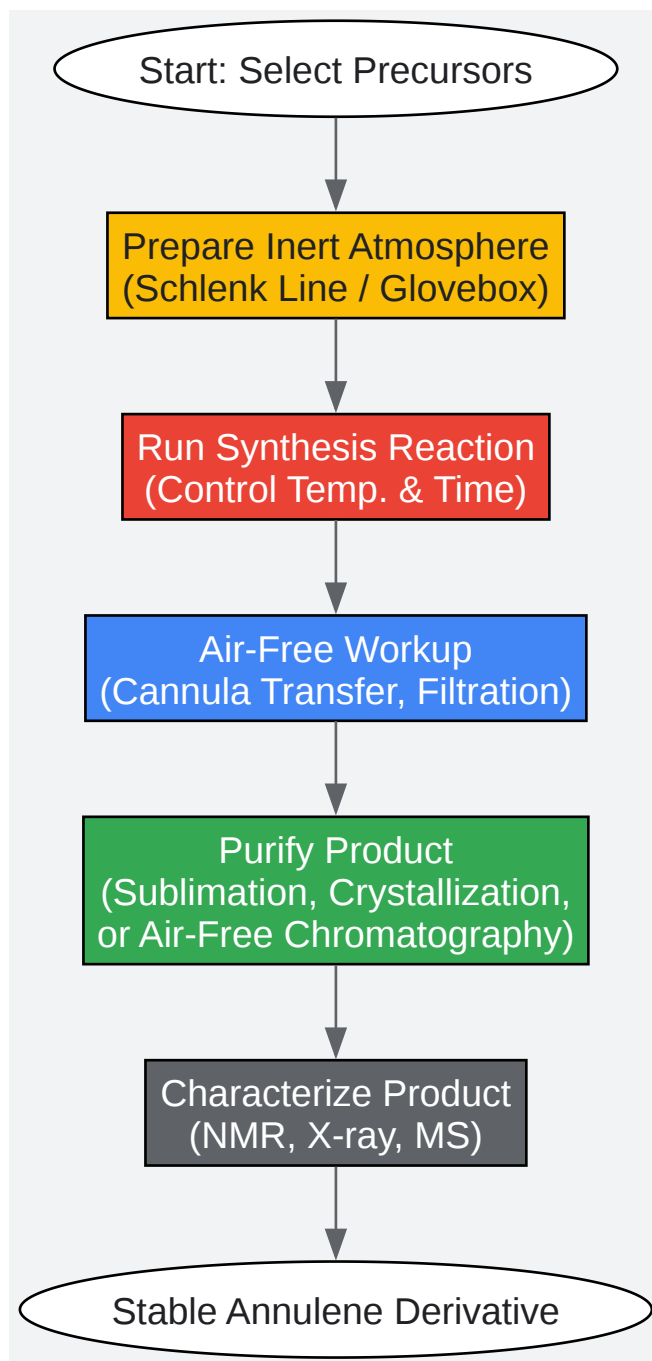 Start: Select Precursors
Prepare Inert Atmosphere
(Schlenk Line / Glovebox)
Run Synthesis Reaction
(Control Temp. & Time)
Air-Free Workup
(Cannula Transfer, Filtration)
Purify Product
(Sublimation, Crystallization,
or Air-Free Chromatography)
Characterize Product
(NMR, X-ray, MS)
Stable Annulene Derivative